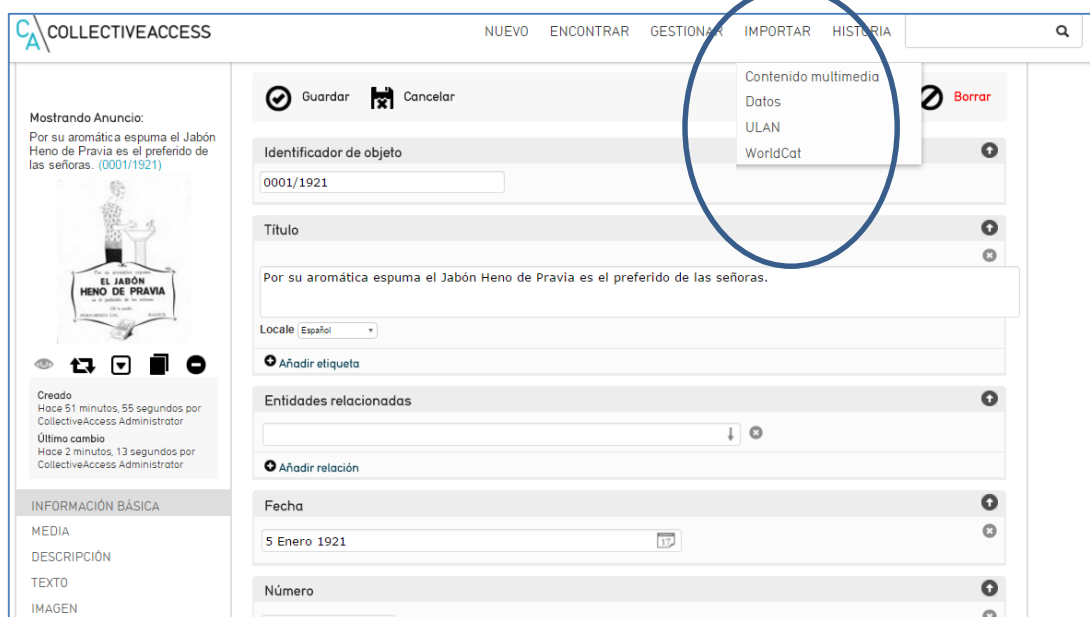 CA COLLECTIVEACCESS
NUEVO ENCONTRAR GESTIONAR IMPORTAR HISTORIA
Contenido multimedia
Datos
ULAN
WorldCat
Guardar Cancelar Borrar
Mostrando Anuncio:
Por su aromática espuma el Jabón
Heno de Pravia es el preferido de
las señoras. (0001/1921)
EL JABÓN
HENO DE PRAVIA
Creado
Hace 51 minutos, 55 segundos por
CollectiveAccess Administrator
Último cambio
Hace 2 minutos, 13 segundos por
CollectiveAccess Administrator
INFORMACIÓN BÁSICA
MEDIA
DESCRIPCIÓN
TEXTO
IMAGEN
Identificador de objeto
0001/1921
Título
Por su aromática espuma el Jabón Heno de Pravia es el preferido de las señoras.
Locale Español
Añadir etiqueta
Entidades relacionadas
Añadir relación
Fecha
5 Enero 1921
17
Número